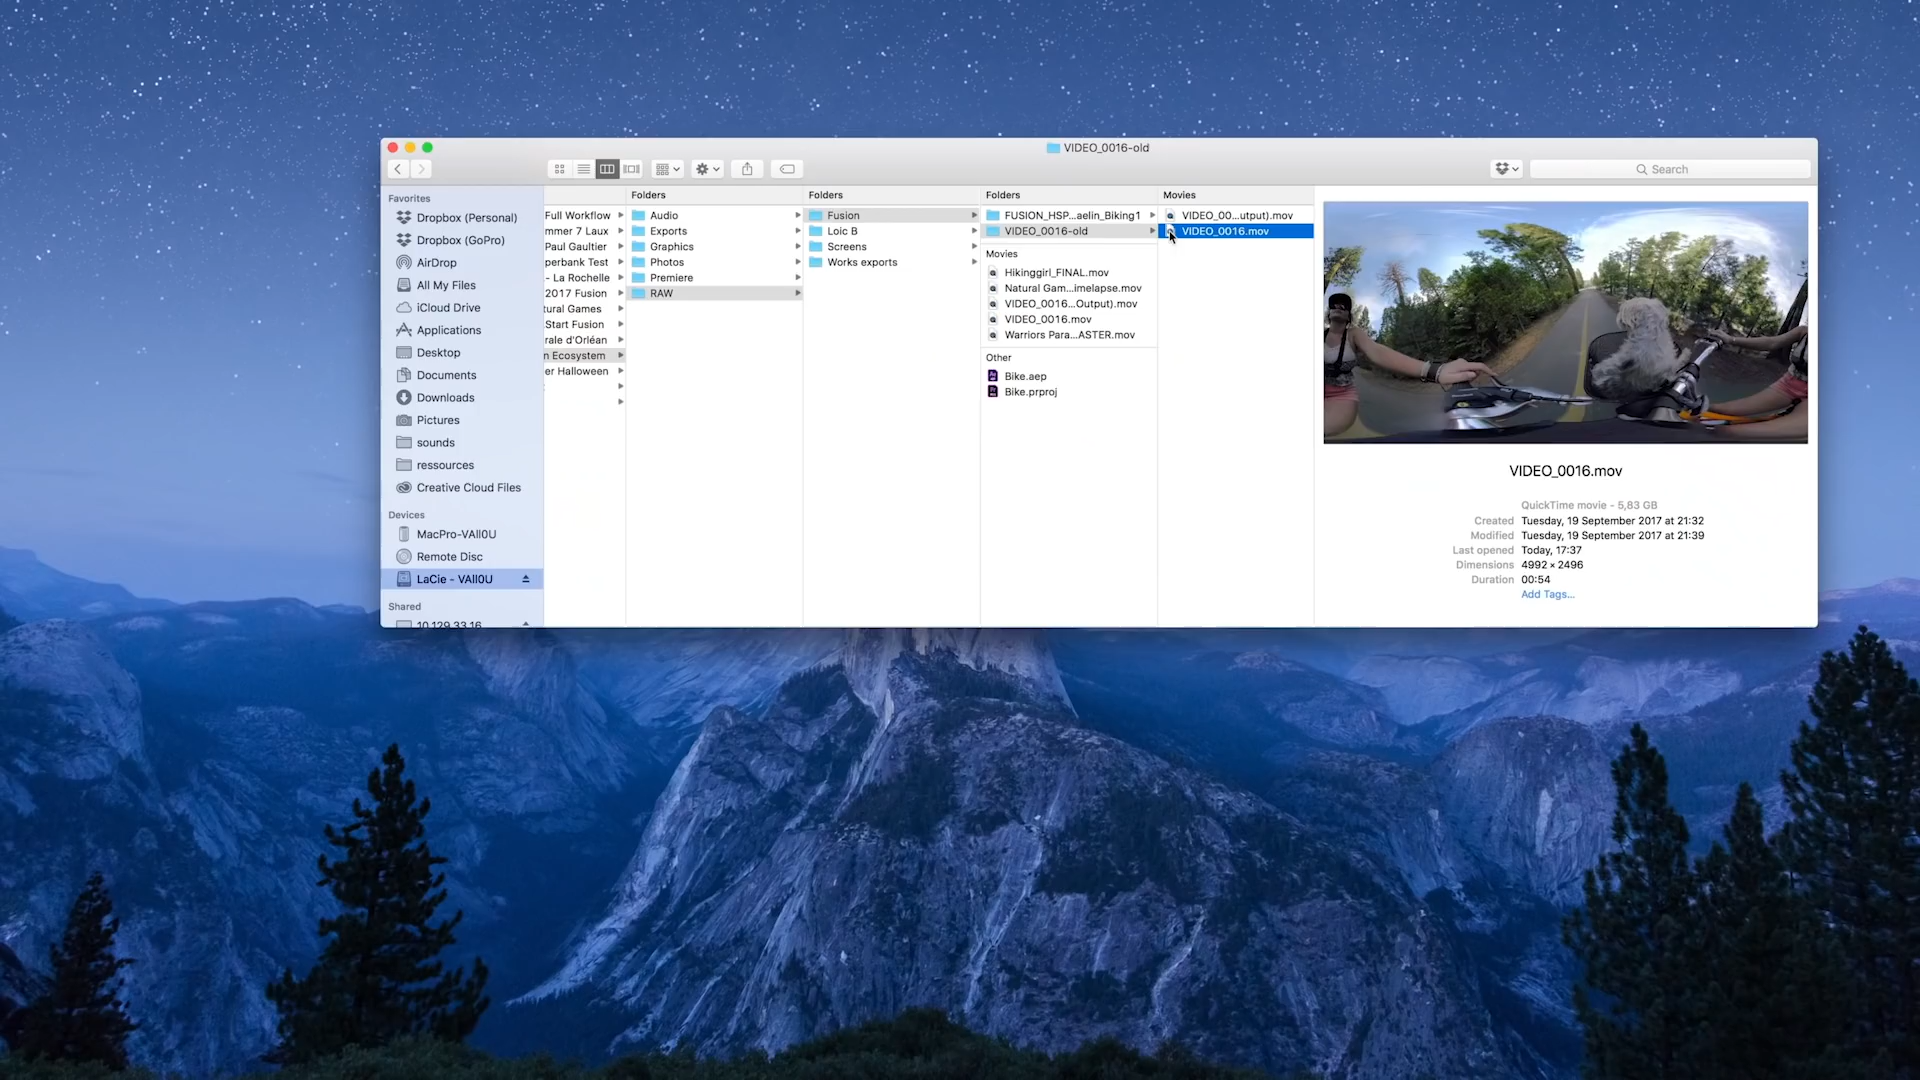 VIDEO_0016-old
Search
Favorites
Dropbox (Personal)
Dropbox (GoPro)
AirDrop
All My Files
iCloud Drive
Applications
Desktop
Documents
Downloads
Pictures
sounds
ressources
Creative Cloud Files
Devices
MacPro-VAll0U
Remote Disc
LaCie - VAll0U
Shared
10.129.33.16
Full Workflow
mmer 7 Laux
Paul Gaultier
perbank Test
- La Rochelle
2017 Fusion
tural Games
Start Fusion
rale d'Orléan
n Ecosystem
er Halloween
Folders
Audio
Exports
Graphics
Photos
Premiere
RAW
Folders
Fusion
Loic B
Screens
Works exports
Folders
FUSION_HSP...aelin_Biking1
VIDEO_0016-old
Movies
Hikinggirl_FINAL.mov
Natural Gam...imelapse.mov
VIDEO_0016...Output).mov
VIDEO_0016.mov
Warriors Para...ASTER.mov
Other
Bike.aep
Bike.prproj
Movies
VIDEO_00...utput).mov
VIDEO_0016.mov
VIDEO_0016.mov
QuickTime movie - 5,83 GB
Created Tuesday, 19 September 2017 at 21:32
Modified Tuesday, 19 September 2017 at 21:39
Last opened Today, 17:37
Dimensions 4992 × 2496
Duration 00:54
Add Tags...